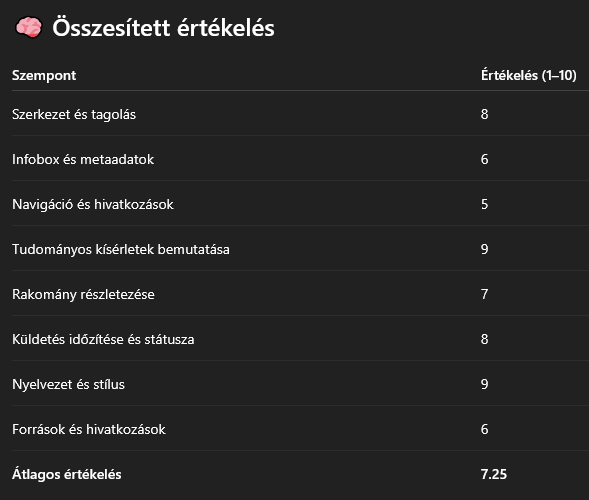 🧠 Összesített értékelés
Szempont Értékelés (1–10)
Szerkezet és tagolás 8
Infobox és metaadatok 6
Navigáció és hivatkozások 5
Tudományos kísérletek bemutatása 9
Rakomány részletezése 7
Küldetés időzítése és státusza 8
Nyelvezet és stílus 9
Források és hivatkozások 6
Átlagos értékelés 7.25